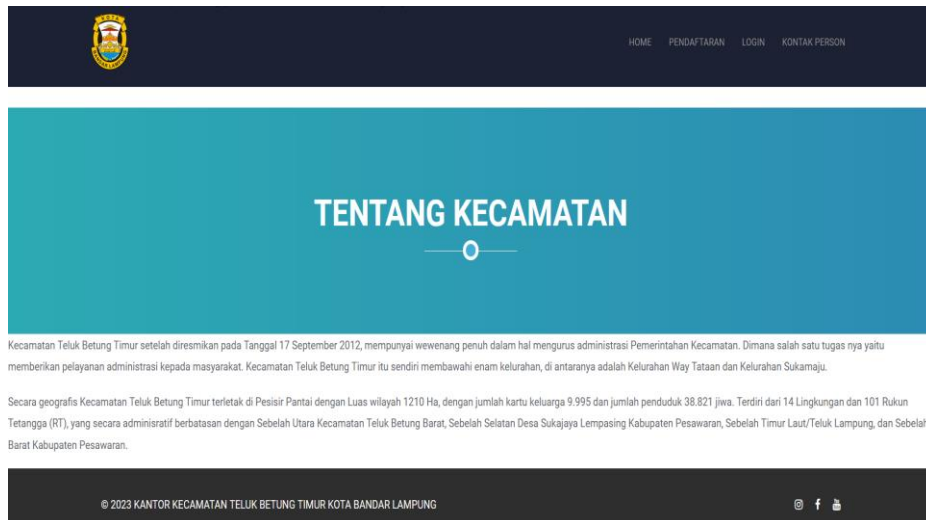 KOTA
BANDAR LAMPUNG
HOME PENDAFTARAN LOGIN KONTAK PERSON
TENTANG KECAMATAN
Kecamatan Teluk Betung Timur setelah diresmikan pada Tanggal 17 September 2012, mempunyai wewenang penuh dalam hal mengurus administrasi Pemerintahan Kecamatan. Dimana salah satu tugas nya yaitu
memberikan pelayanan administrasi kepada masyarakat. Kecamatan Teluk Betung Timur itu sendiri membawahi enam kelurahan, di antaranya adalah Kelurahan Way Tataan dan Kelurahan Sukamaju.
Secara geografis Kecamatan Teluk Betung Timur terletak di Pesisir Pantai dengan Luas wilayah 1210 Ha, dengan jumlah kartu keluarga 9.995 dan jumlah penduduk 38.821 jiwa. Terdiri dari 14 Lingkungan dan 101 Rukun
Tetangga (RT), yang secara adminisratif berbatasan dengan Sebelah Utara Kecamatan Teluk Betung Barat, Sebelah Selatan Desa Sukajaya Lempasing Kabupaten Pesawaran, Sebelah Timur Laut/Teluk Lampung, dan Sebelah
Barat Kabupaten Pesawaran.
© 2023 KANTOR KECAMATAN TELUK BETUNG TIMUR KOTA BANDAR LAMPUNG